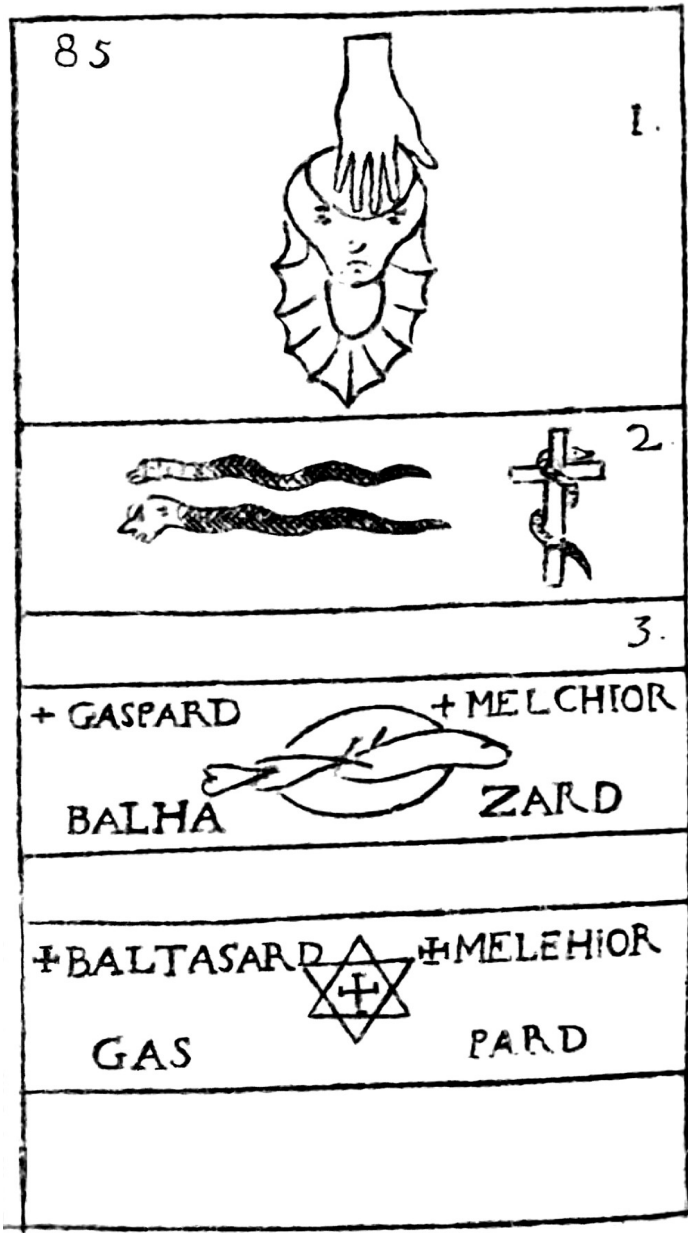 85
1.
2
3.
+ GASPARD + MELCHIOR
BALHA ZARD
✠ BALTASARD ✠ MELEHIOR
GAS PARD